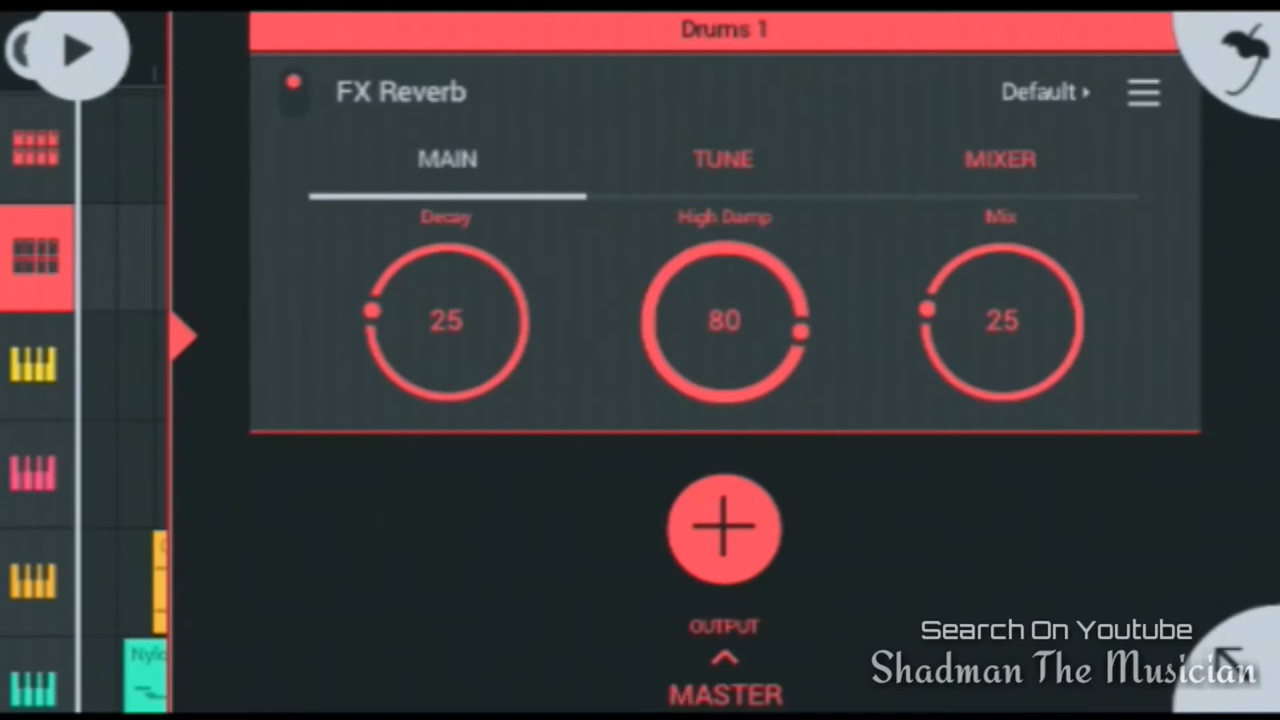 Drums 1
FX Reverb
Default
MAIN
TUNE
MIXER
Decay
High Damp
Mix
25
80
25
OUTPUT
MASTER
Search On Youtube
Shadman The Musician